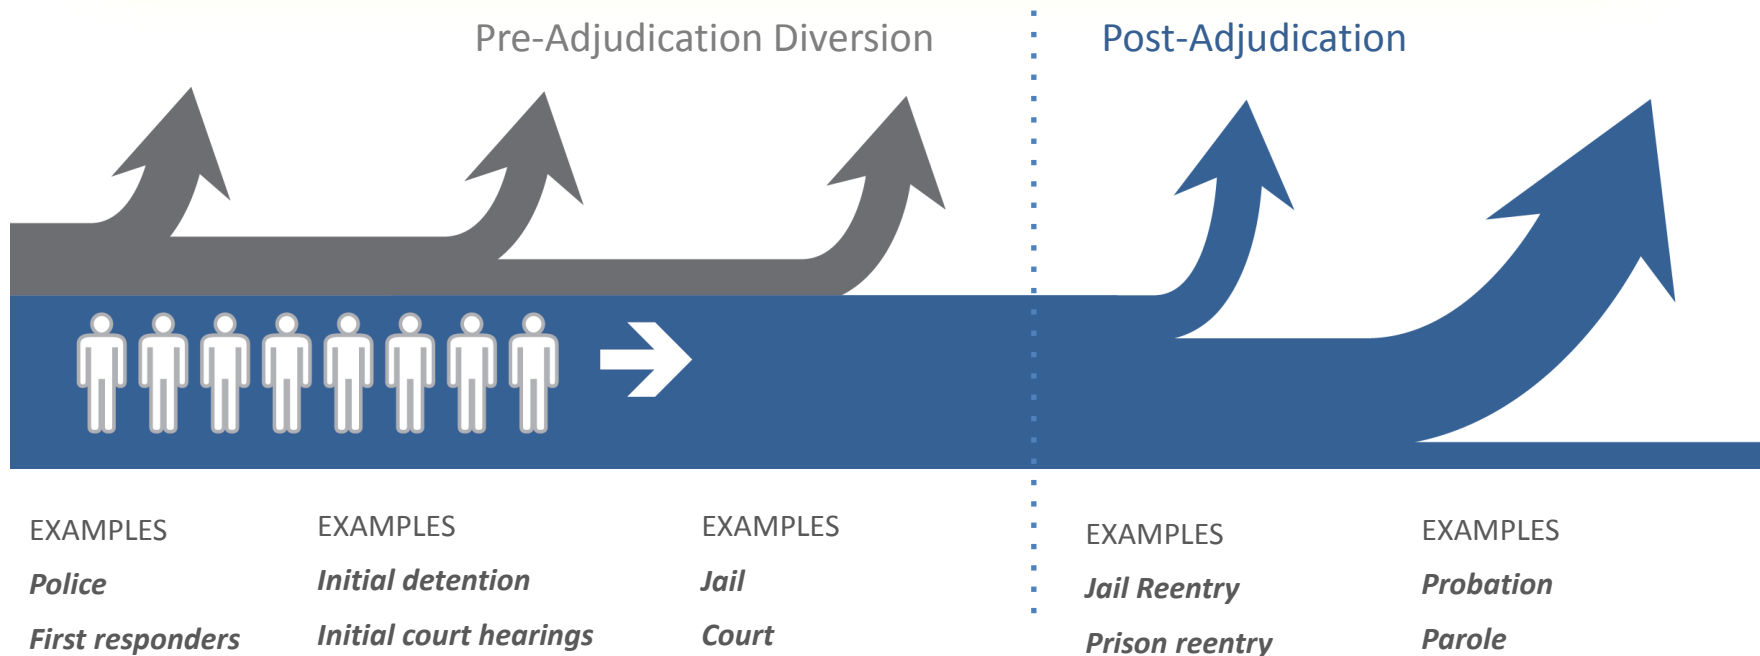 Pre-Adjudication Diversion
Post-Adjudication
EXAMPLES
Police
First responders
EXAMPLES
Initial detention
Initial court hearings
EXAMPLES
Jail
Court
EXAMPLES
Jail Reentry
Prison reentry
EXAMPLES
Probation
Parole